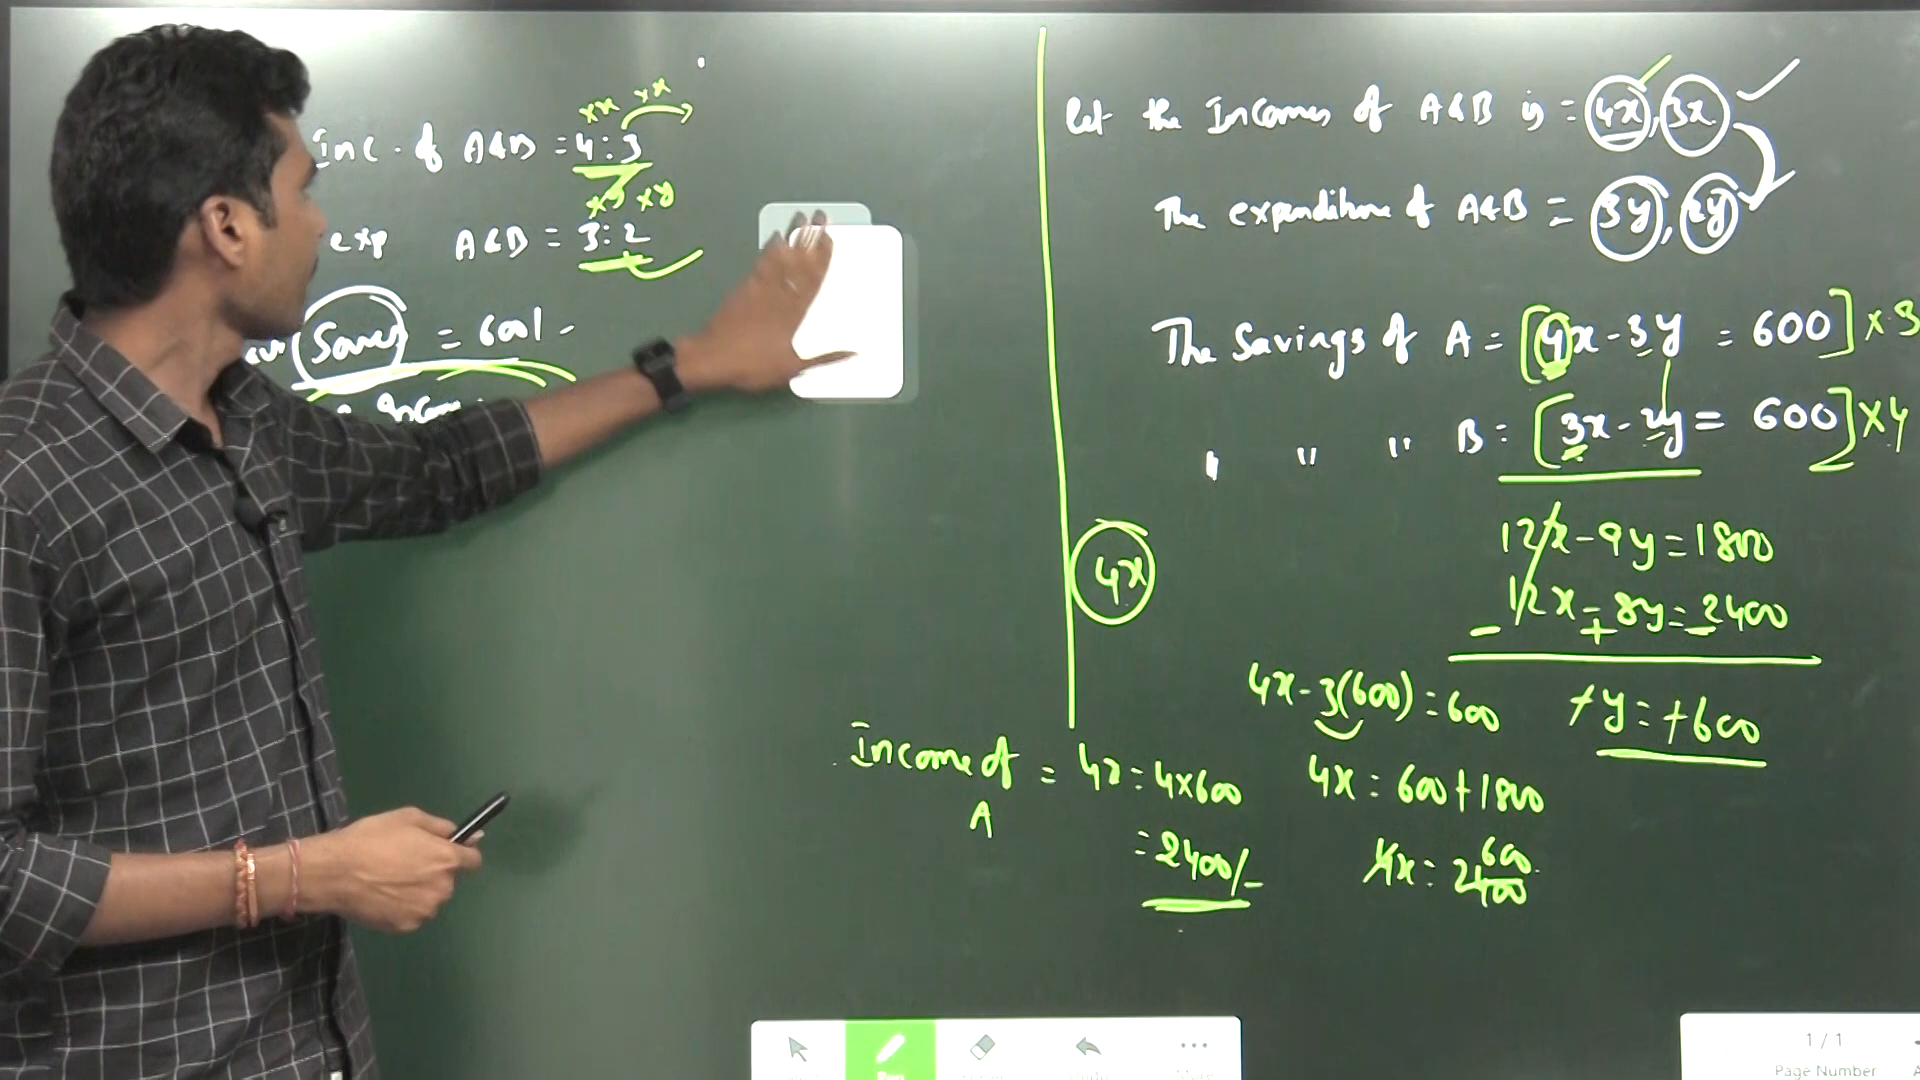 Inc. of A&B = 4:3
×x ×x
exp A&B = 3:2
×y ×y
Saves = 600/-
Let the Incomes of A&B is = 4x, 3x
The expenditure of A&B = 3y, 2y
The Savings of A = [4x-3y = 600]×3
" " " B = [3x-2y = 600]×4
12x-9y=1800
12x-8y=2400
- + -
4x
4x-3(600)=600
+y=+600
Income of A = 4x=4×600
4x=600+1800
=2400/-
4x=2400
600
1 / 1
Page Number